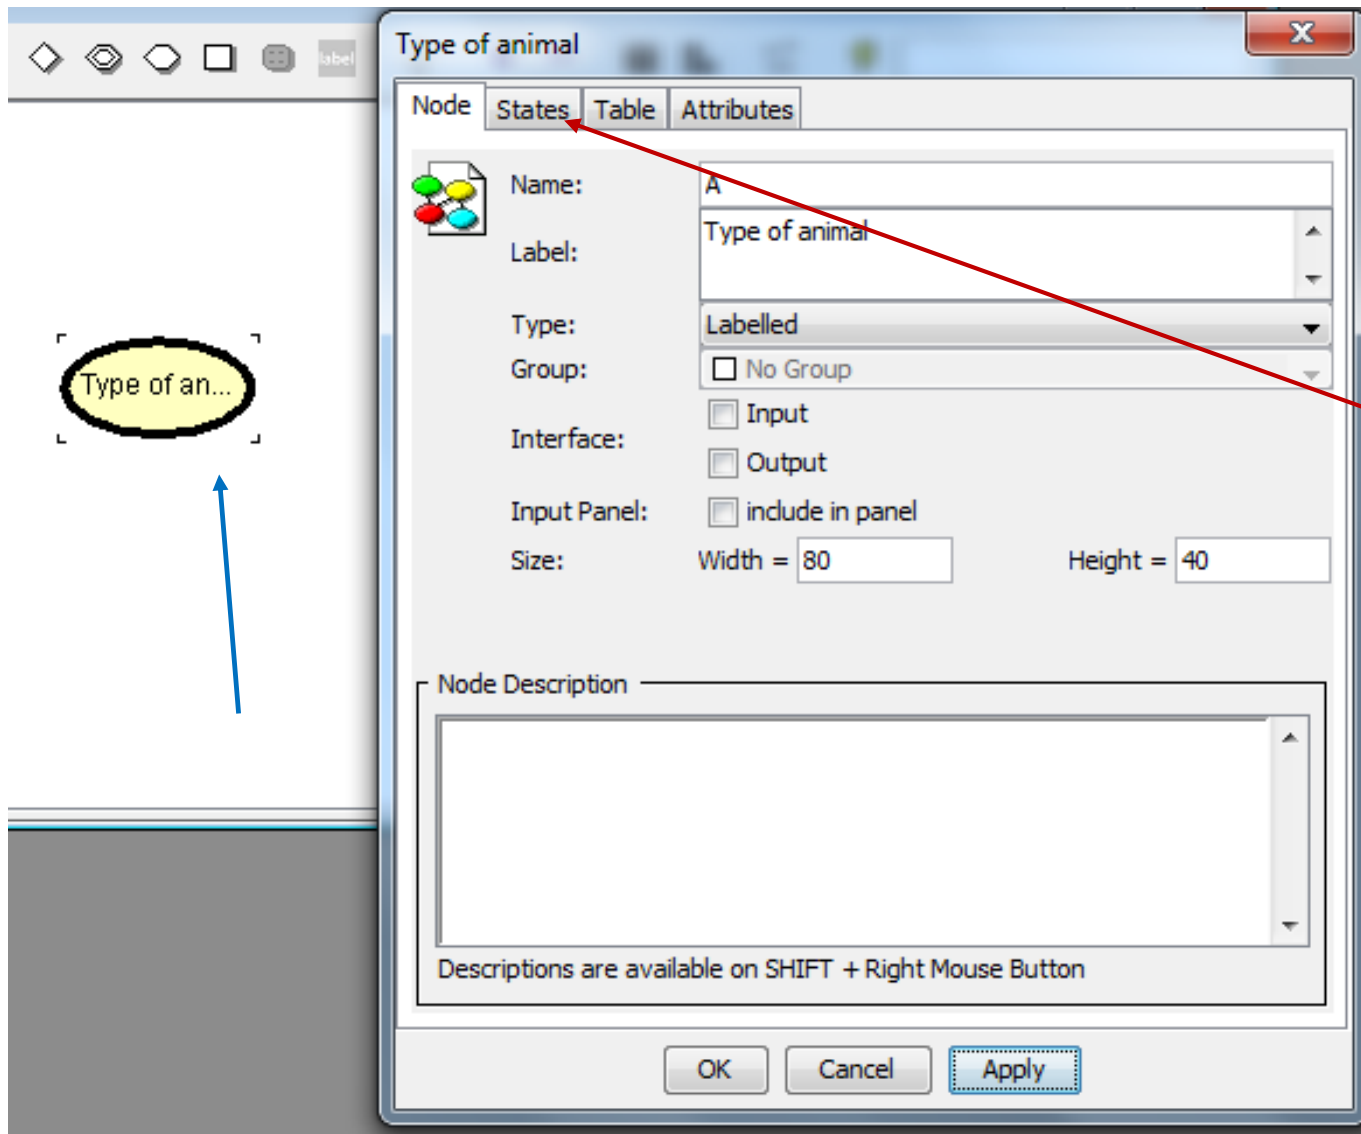 label
Type of animal
X
Node States Table Attributes
Name: A
Label: Type of animal
Type: Labelled
Group: No Group
Interface: Input
Output
Input Panel: include in panel
Size: Width = 80 Height = 40
Type of an...
Node Description
Descriptions are available on SHIFT + Right Mouse Button
OK Cancel Apply